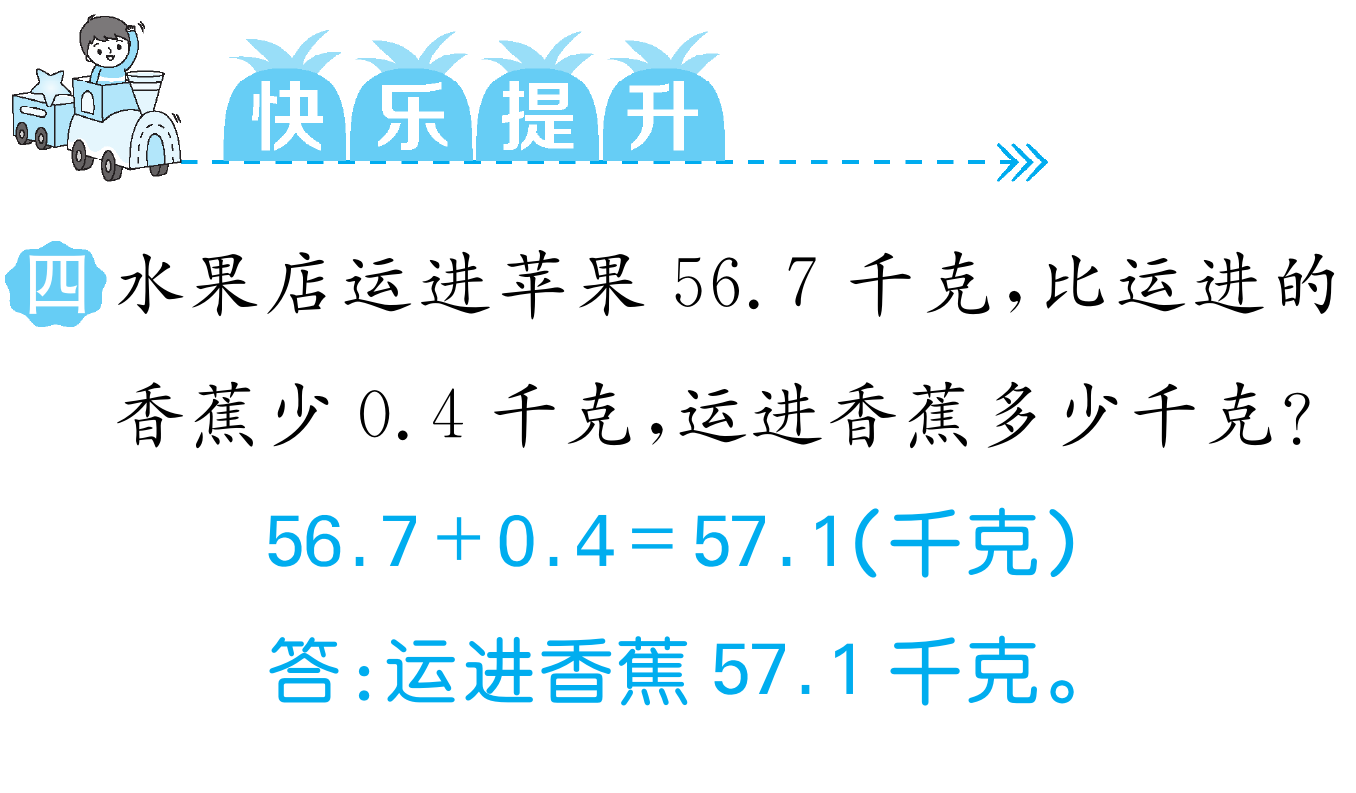 快乐提升
四 水果店运进苹果 56.7 千克,比运进的
香蕉少 0.4 千克,运进香蕉多少千克?
56.7+0.4=57.1(千克)
答:运进香蕉 57.1 千克。